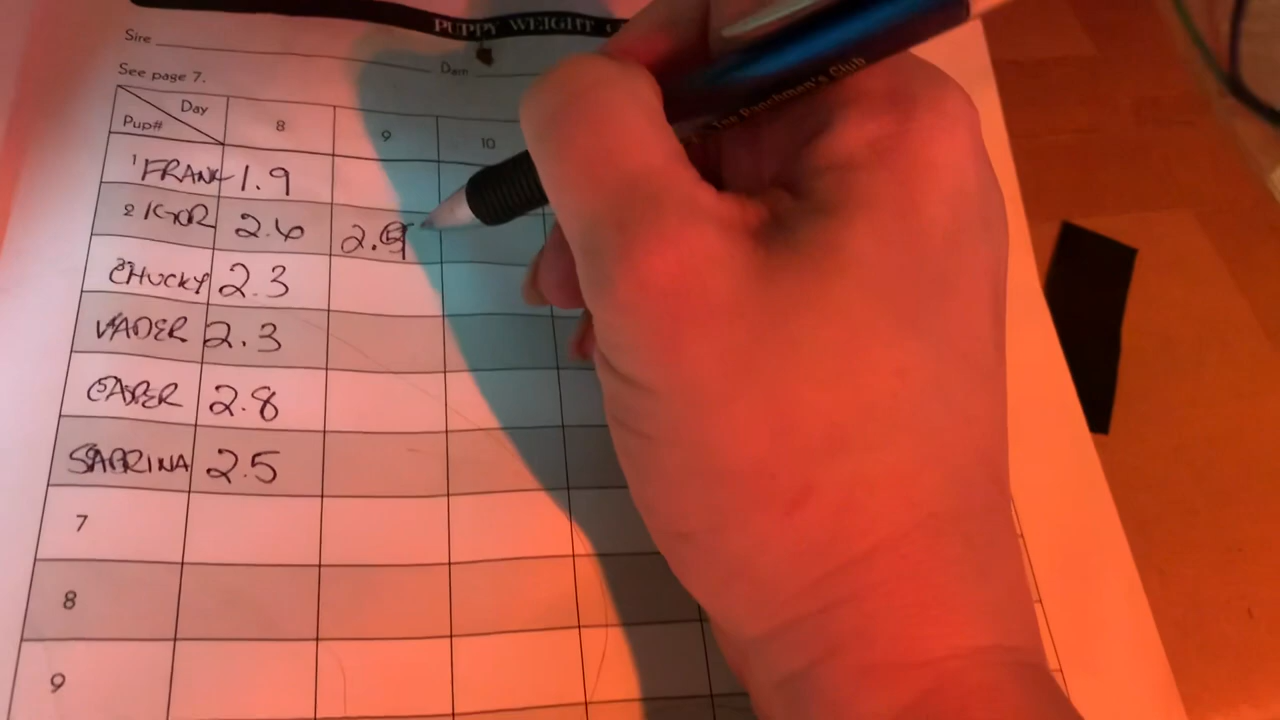 PUPPY WEIGHT
Sire
Dam
See page 7.
Day
Pup#
8 9 10
1 FRANK 1.9
2 IGOR 2.6 2.
3 CHUCKY 2.3
VADER 2.3
CASPER 2.8
SABRINA 2.5
7
8
9
The Ranchmen's Club